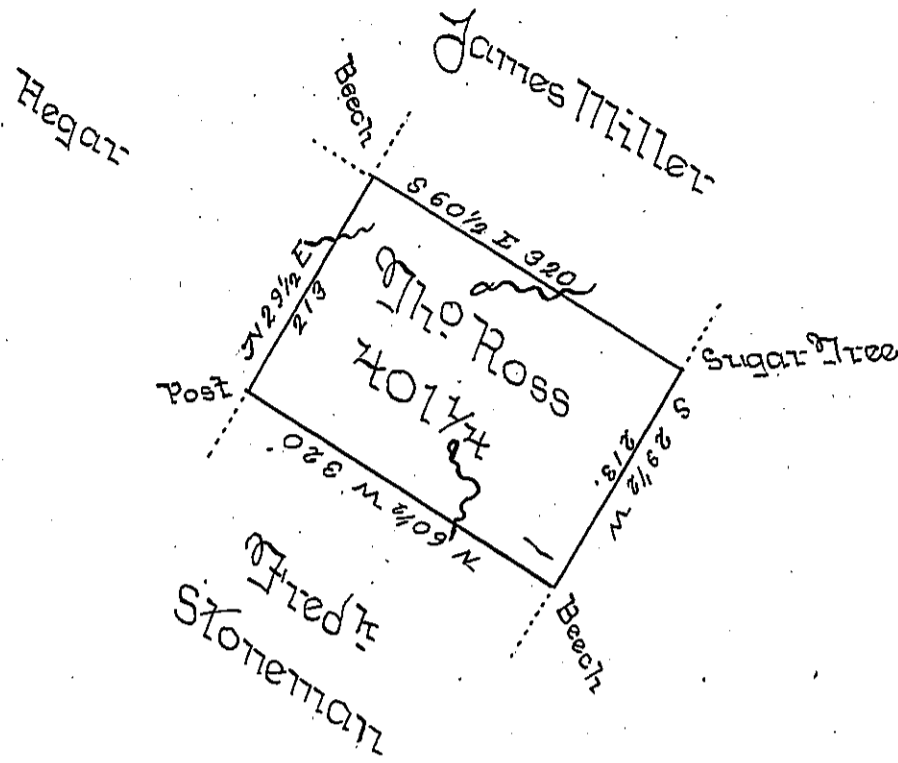 James Miller
Hegar
Beech
S 60½ E 320
N 29½ E
213
Tho Ross
401¼
Sugar Tree
S 29½ W
213.
Post
N 60½ W 320.
Fred'k
Stoneman
Beech